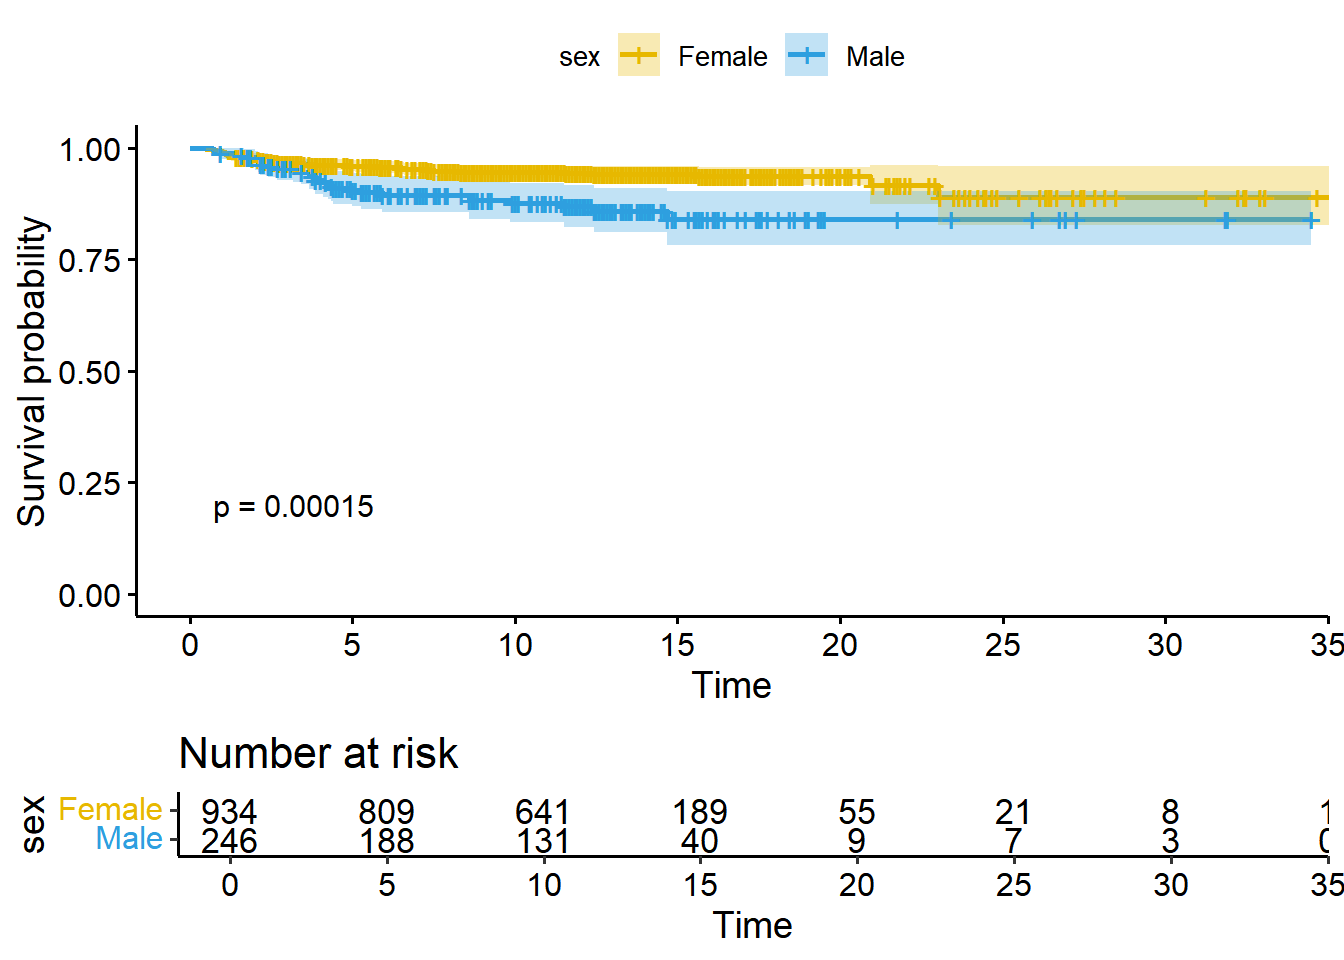 sex Female Male
1.00
0.75
0.50
0.25
0.00
Survival probability
p = 0.00015
0 5 10 15 20 25 30 35
Time
Number at risk
sex
Female 934 809 641 189 55 21 8 1
Male 246 188 131 40 9 7 3 0
0 5 10 15 20 25 30 35
Time